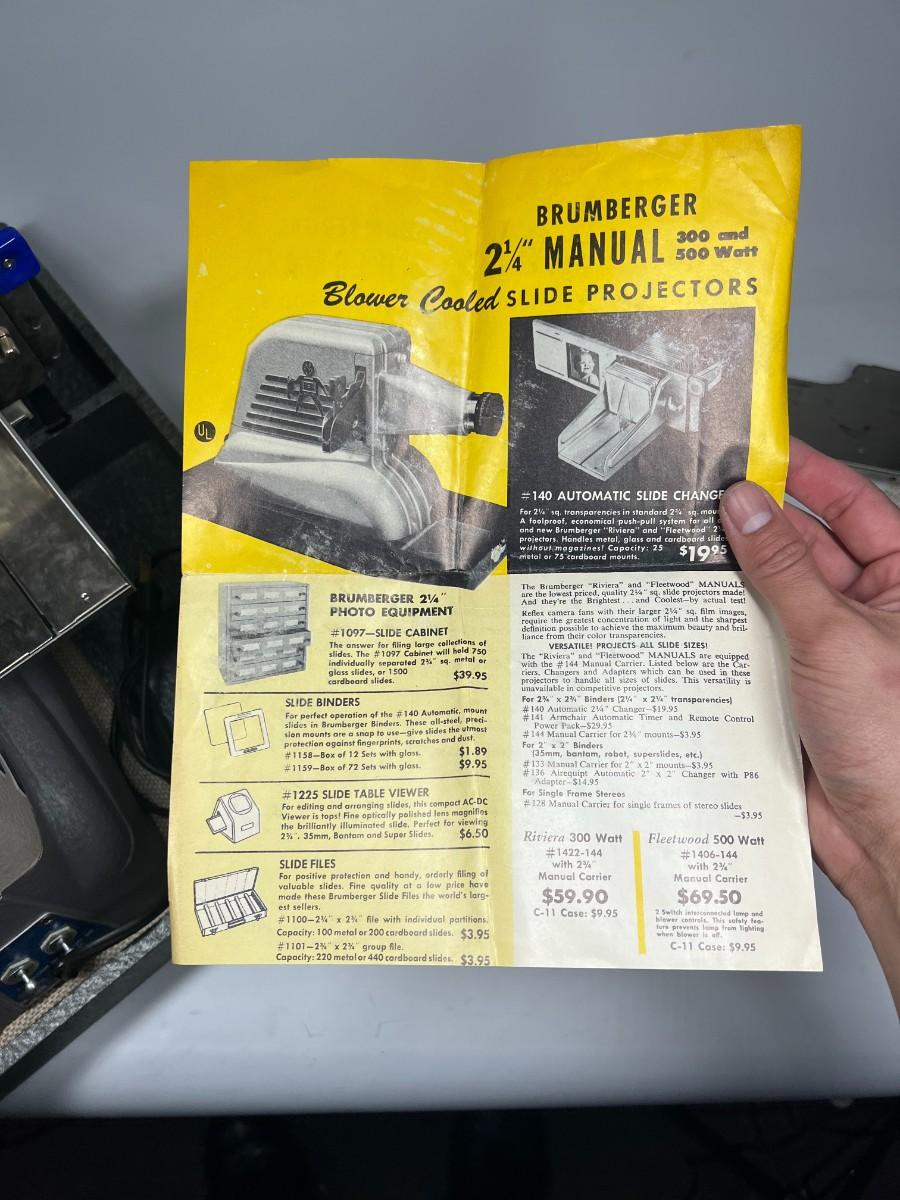 BRUMBERGER
2¼" MANUAL 300 and 500 Watt
Blower Cooled SLIDE PROJECTORS
UL
#140 AUTOMATIC SLIDE CHANGE
For 2¼" sq. transparencies in standard 2¾" sq. mou
A foolproof, economical push-pull system for all
and new Brumberger "Riviera" and "Fleetwood" 2
projectors. Handles metal, glass and cardboard slides
without magazines! Capacity: 25
metal or 75 cardboard mounts. $19.95
BRUMBERGER 2¼"
PHOTO EQUIPMENT
#1097—SLIDE CABINET
The answer for filing large collections of
slides. The #1097 Cabinet will hold 750
individually separated 2¾" sq. metal or
glass slides, or 1500
cardboard slides. $39.95
SLIDE BINDERS
For perfect operation of the #140 Automatic, mount
slides in Brumberger Binders. These all-steel, preci-
sion mounts are a snap to use—give slides the utmost
protection against fingerprints, scratches and dust.
#1158—Box of 12 Sets with glass. $1.89
#1159—Box of 72 Sets with glass. $9.95
#1225 SLIDE TABLE VIEWER
For editing and arranging slides, this compact AC-DC
Viewer is tops! Fine optically polished lens magnifies
the brilliantly illuminated slide. Perfect for viewing
2¾", 35mm, Bantam and Super Slides. $6.50
SLIDE FILES
For positive protection and handy, orderly filing of
valuable slides. Fine quality at a low price have
made these Brumberger Slide Files the world's larg-
est sellers.
#1100—2¾" x 2¾" file with individual partitions.
Capacity: 100 metal or 200 cardboard slides. $3.95
#1101—2¾" x 2¾" group file.
Capacity: 220 metal or 440 cardboard slides. $3.95
The Brumberger "Riviera" and "Fleetwood" MANUALS
are the lowest priced, quality 2¼" sq. slide projectors made!
And they're the Brightest . . . and Coolest—by actual test!
Reflex camera fans with their larger 2¼" sq. film images,
require the greatest concentration of light and the sharpest
definition possible to achieve the maximum beauty and bril-
liance from their color transparencies.
VERSATILE! PROJECTS ALL SLIDE SIZES!
The "Riviera" and "Fleetwood" MANUALS are equipped
with the #144 Manual Carrier. Listed below are the Car-
riers, Changers and Adapters which can be used in these
projectors to handle all sizes of slides. This versatility is
unavailable in competitive projectors.
For 2¾" x 2¾" Binders (2¼" x 2¼" transparencies)
#140 Automatic 2¼" Changer—$19.95
#141 Armchair Automatic Timer and Remote Control
Power Pack—$29.95
#144 Manual Carrier for 2¾" mounts—$3.95
For 2" x 2" Binders
(35mm, bantam, robot, superslides, etc.)
#133 Manual Carrier for 2" x 2" mounts—$3.95
#136 Airequipt Automatic 2" x 2" Changer with P86
Adapter—$14.95
For Single Frame Stereos
#128 Manual Carrier for single frames of stereo slides
—$3.95
Riviera 300 Watt
#1422-144
with 2¾"
Manual Carrier
$59.90
C-11 Case: $9.95
Fleetwood 500 Watt
#1406-144
with 2¾"
Manual Carrier
$69.50
2 Switch interconnected lamp and
blower controls. This safety fea-
ture prevents lamp from lighting
when blower is off.
C-11 Case: $9.95